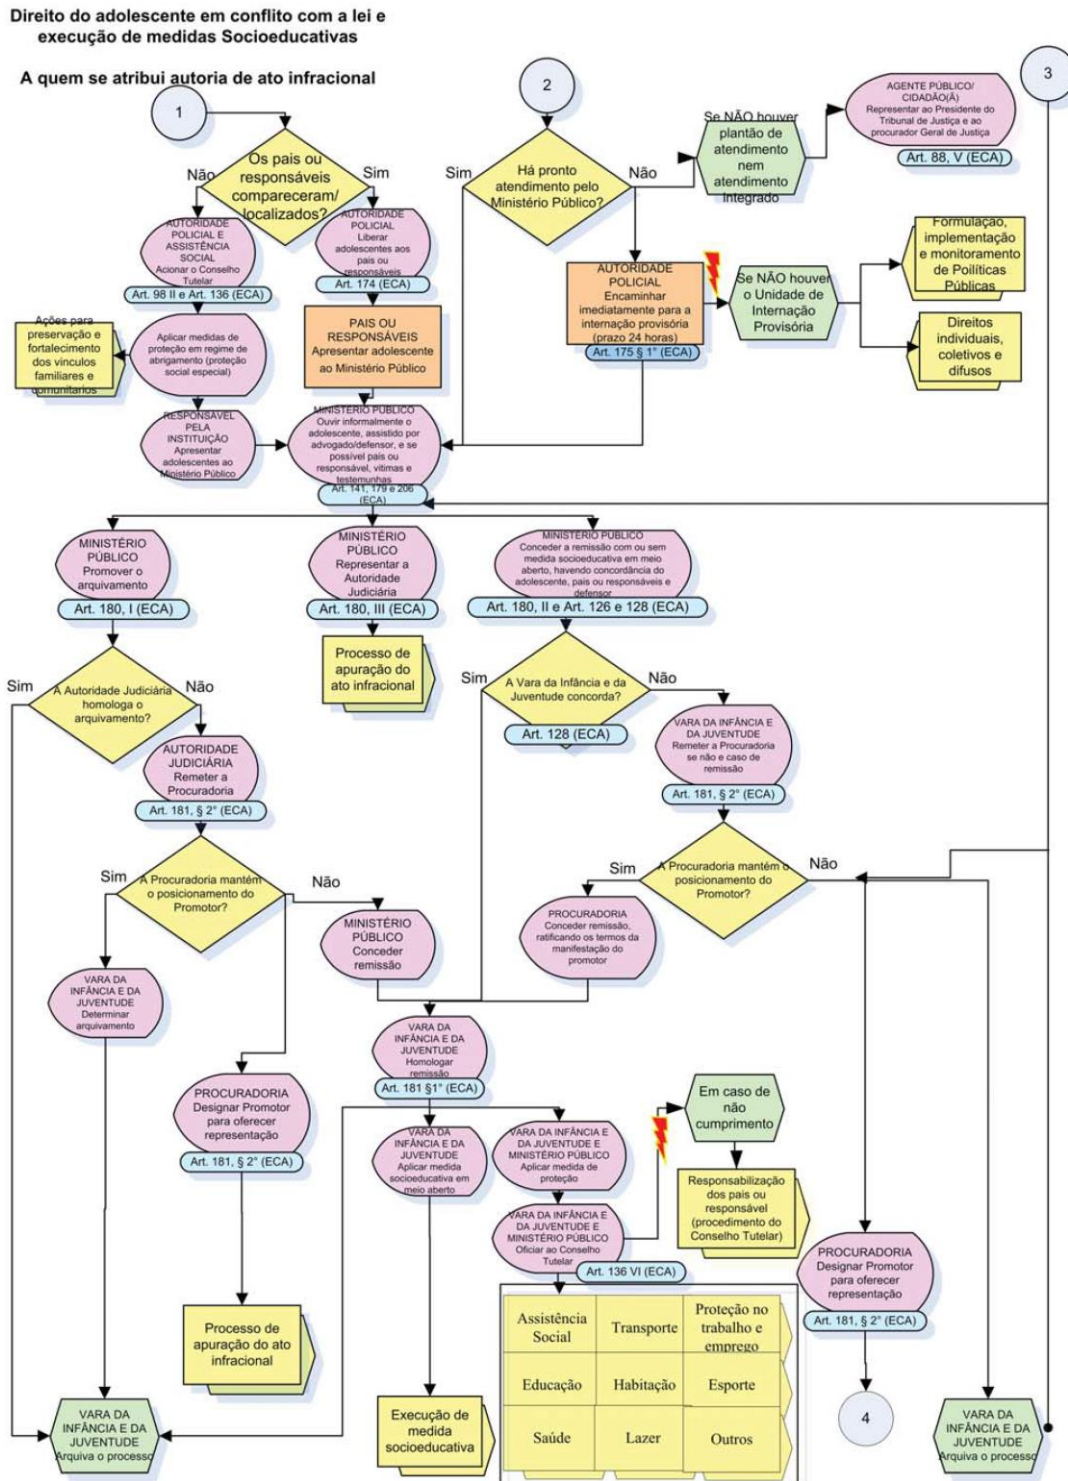 Direito do adolescente em conflito com a lei e
execução de medidas Socioeducativas
A quem se atribui autoria de ato infracional
1
2
3
Os pais ou
responsáveis
compareceram/
localizados?
Não
Sim
AUTORIDADE
POLICIAL E
ASSISTÊNCIA
SOCIAL
Acionar o Conselho
Tutelar
Art. 98 II e Art. 136 (ECA)
AUTORIDADE
POLICIAL
Liberar
adolescentes aos
pais ou
responsáveis
Art. 174 (ECA)
Ações para
preservação e
fortalecimento
dos vinculos
familiares e
comunitários
Aplicar medidas de
proteção em regime de
abrigamento (proteção
social especial)
PAIS OU
RESPONSÁVEIS
Apresentar adolescente
ao Ministério Público
RESPONSÁVEL
PELA
INSTITUIÇÃO
Apresentar
adolescentes ao
Ministério Público
MINISTÉRIO PÚBLICO
Ouvir informalmente o
adolescente, assistido por
advogado/defensor, e se
possível pais ou
responsável, vitimas e
testemunhas
Art. 141, 179 e 206
(ECA)
Sim
Há pronto
atendimento pelo
Ministério Público?
Não
Se NÃO houver
plantão de
atendimento
nem
atendimento
Integrado
AGENTE PÚBLICO/
CIDADÃO(Ã)
Representar ao Presidente do
Tribunal de Justiça e ao
procurador Geral de Justiça
Art. 88, V (ECA)
AUTORIDADE
POLICIAL
Encaminhar
imediatamente para a
internação provisória
(prazo 24 horas)
Art. 175 § 1° (ECA)
Se NÃO houver
o Unidade de
Internação
Provisória
Formulação,
implementação
e monitoramento
de Poilíticas
Públicas
Direitos
individuais,
coletivos e
difusos
MINISTÉRIO
PÚBLICO
Promover o
arquivamento
Art. 180, I (ECA)
MINISTÉRIO
PÚBLICO
Representar a
Autoridade
Judiciária
Art. 180, III (ECA)
MINISTÉRIO PÚBLICO
Conceder a remissão com ou sem
medida socioeducativa em meio
aberto, havendo concordância do
adolescente, pais ou responsáveis e
defensor
Art. 180, II e Art. 126 e 128 (ECA)
Sim
A Autoridade Judiciária
homologa o
arquivamento?
Não
Processo de
apuração do
ato infracional
Sim
A Vara da Infância e da
Juventude concorda?
Não
Art. 128 (ECA)
AUTORIDADE
JUDICIÁRIA
Remeter a
Procuradoria
Art. 181, § 2° (ECA)
VARA DA INFÂNCIA E
DA JUVENTUDE
Remeter a Procuradoria
se não e caso de
remissão
Art. 181, § 2° (ECA)
Sim
A Procuradoria mantém
o posicionamento do
Promotor?
Não
Sim
A Procuradoria mantém o
posicionamento do
Promotor?
Não
MINISTÉRIO
PÚBLICO
Conceder
remissão
PROCURADORIA
Conceder remissão,
ratificando os termos da
manifestação do
promotor
VARA DA
INFÂNCIA E DA
JUVENTUDE
Determinar
arquivamento
VARA DA
INFÂNCIA E DA
JUVENTUDE
Homologar
remissão
Art. 181 §1° (ECA)
PROCURADORIA
Designar Promotor
para oferecer
representação
Art. 181, § 2° (ECA)
VARA DA
INFÂNCIA E DA
JUVENTUDE
Aplicar medida
socioeducativa em
meio aberto
VARA DA INFÂNCIA E
DA JUVENTUDE E
MINISTÉRIO PÚBLICO
Aplicar medida de
proteção
Em caso de
não
cumprimento
VARA DA INFÂNCIA E
DA JUVENTUDE E
MINISTÉRIO PÚBLICO
Oficiar ao Conselho
Tutelar
Art. 136 VI (ECA)
Responsabilização
dos pais ou
responsável
(procedimento do
Conselho Tutelar)
PROCURADORIA
Designar Promotor
para oferecer
representação
Art. 181, § 2° (ECA)
Processo de
apuração do ato
infracional
Assistência
Social
Transporte
Proteção no
trabalho e
emprego
Educação
Habitação
Esporte
Saúde
Lazer
Outros
4
VARA DA
INFÂNCIA E DA
JUVENTUDE
Arquiva o processo
Execução de
medida
socioeducativa
VARA DA
INFÂNCIA E DA
JUVENTUDE
Arquiva o processo